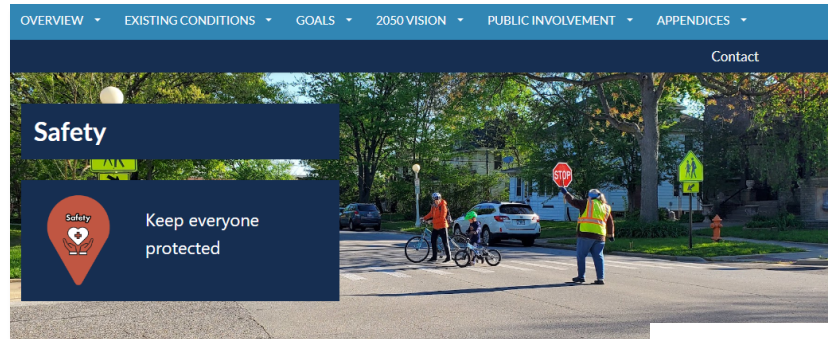 OVERVIEW EXISTING CONDITIONS GOALS 2050 VISION PUBLIC INVOLVEMENT APPENDICES
Contact
Safety
STOP
Safety
Keep everyone
protected